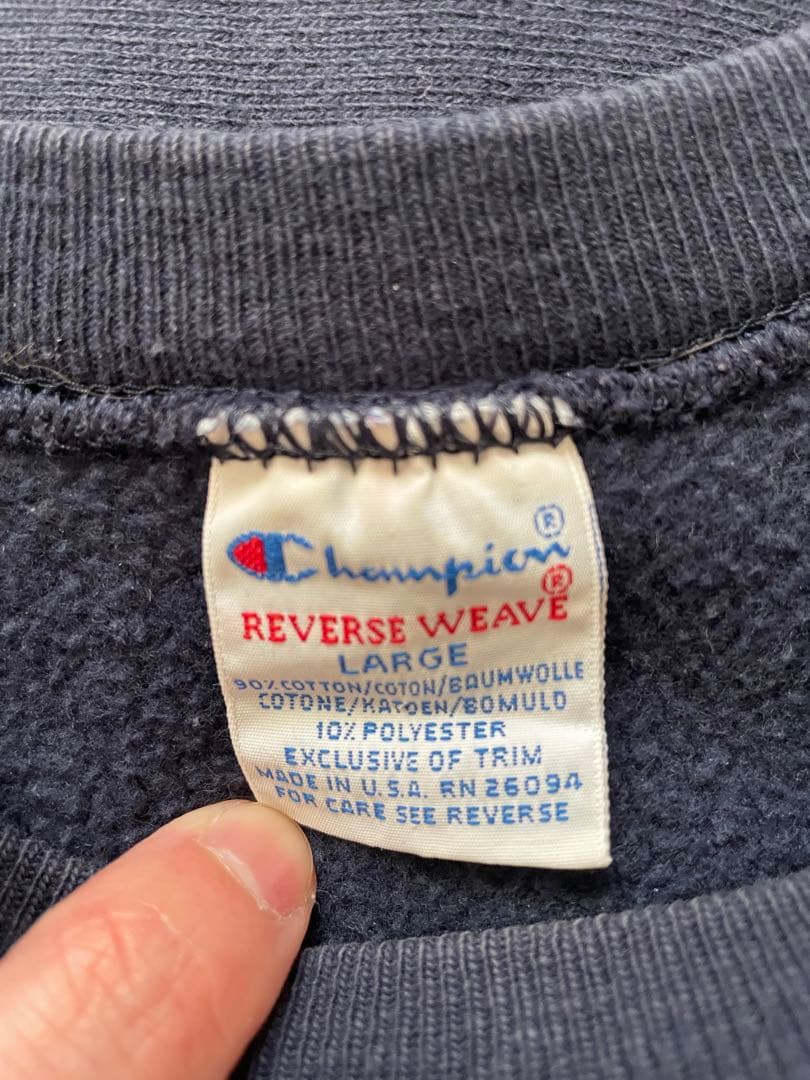 Champion®
REVERSE WEAVE®
LARGE
90% COTTON/COTON/BAUMWOLLE
COTONE/KATOEN/BOMULD
10% POLYESTER
EXCLUSIVE OF TRIM
MADE IN U.S.A. RN 26094
FOR CARE SEE REVERSE